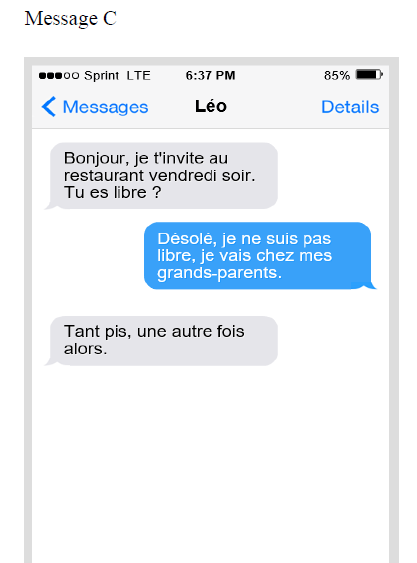 Message C
●●●○○ Sprint LTE 6:37 PM 85%
Messages Léo Details
Bonjour, je t'invite au
restaurant vendredi soir.
Tu es libre ?
Désolé, je ne suis pas
libre, je vais chez mes
grands-parents.
Tant pis, une autre fois
alors.